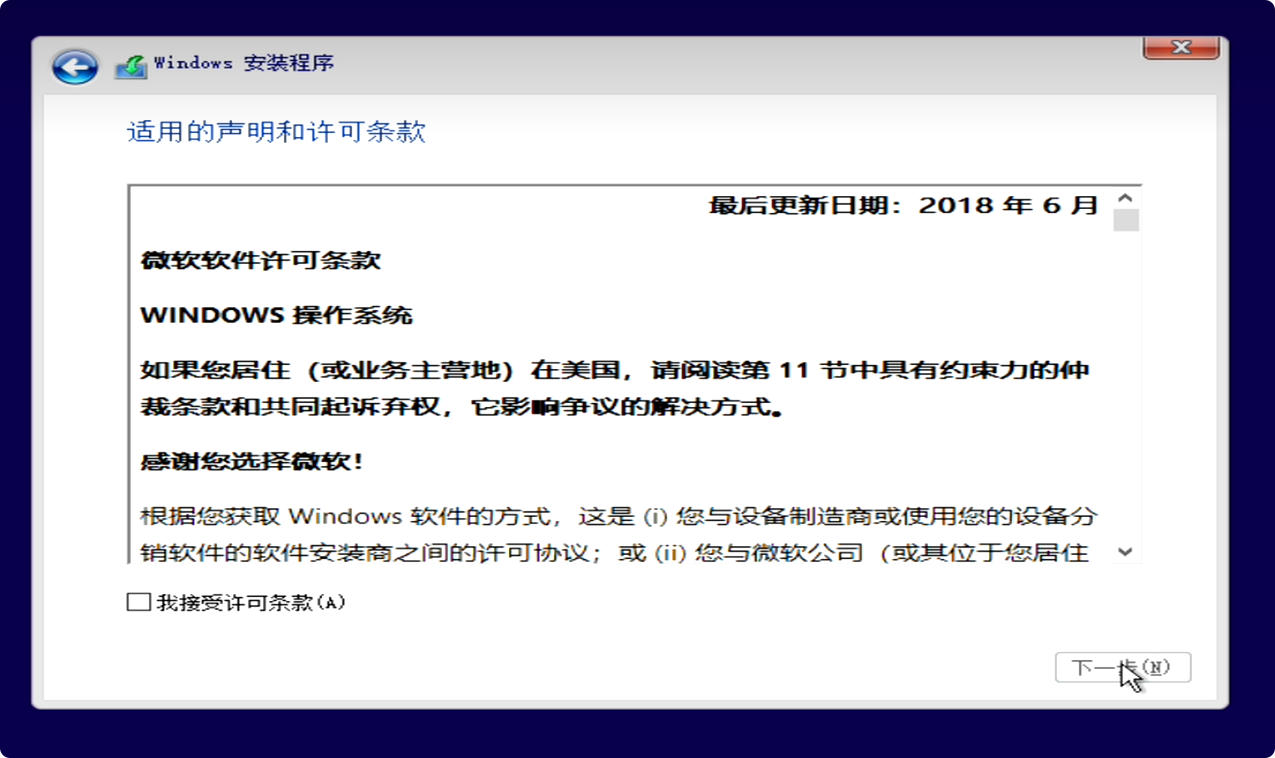 Windows 安装程序
适用的声明和许可条款
最后更新日期：2018 年 6 月
微软软件许可条款
WINDOWS 操作系统
如果您居住（或业务主营地）在美国，请阅读第 11 节中具有约束力的仲
裁条款和共同起诉弃权，它影响争议的解决方式。
感谢您选择微软！
根据您获取 Windows 软件的方式，这是 (i) 您与设备制造商或使用您的设备分
销软件的软件安装商之间的许可协议；或 (ii) 您与微软公司（或其位于您居住
我接受许可条款(A)
下一步(N)